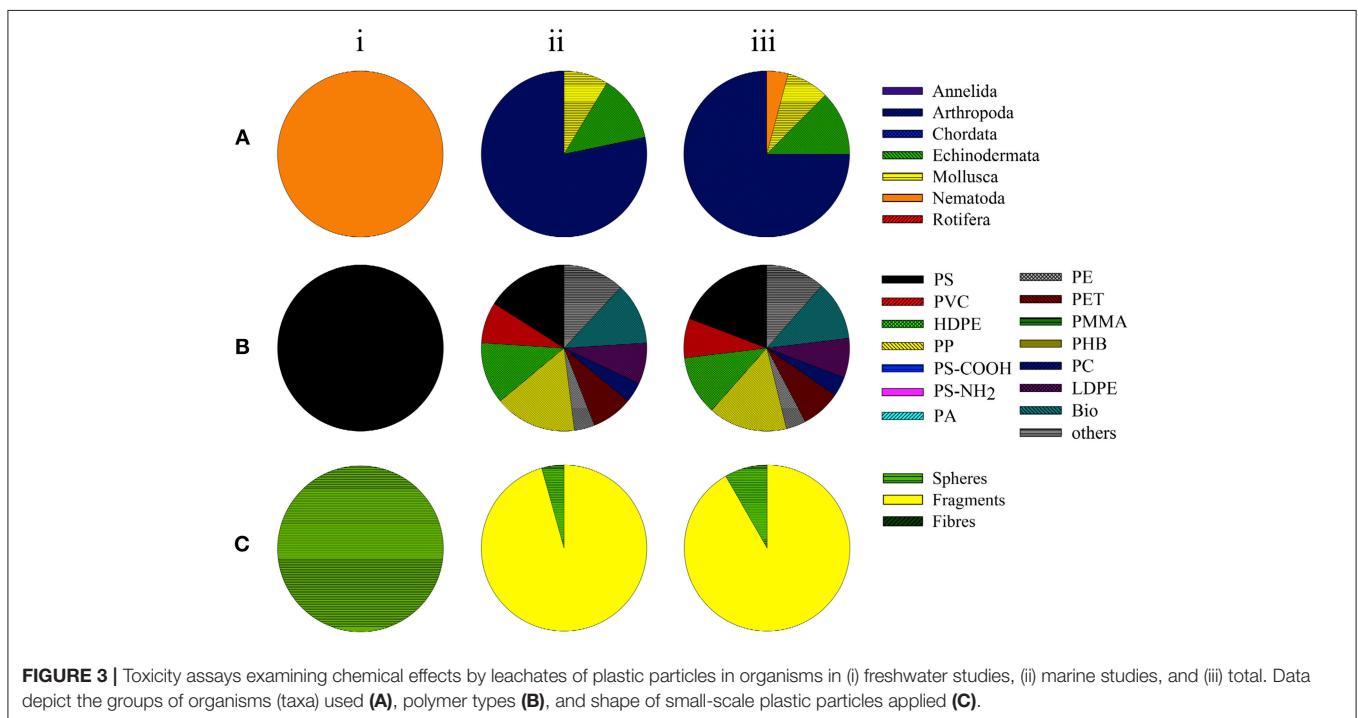 i ii iii
A
Annelida
Arthropoda
Chordata
Echinodermata
Mollusca
Nematoda
Rotifera
B
PS
PVC
HDPE
PP
PS-COOH
PS-NH2
PA
PE
PET
PMMA
PHB
PC
LDPE
Bio
others
C
Spheres
Fragments
Fibres
FIGURE 3 | Toxicity assays examining chemical effects by leachates of plastic particles in organisms in (i) freshwater studies, (ii) marine studies, and (iii) total. Data
depict the groups of organisms (taxa) used (A), polymer types (B), and shape of small-scale plastic particles applied (C).